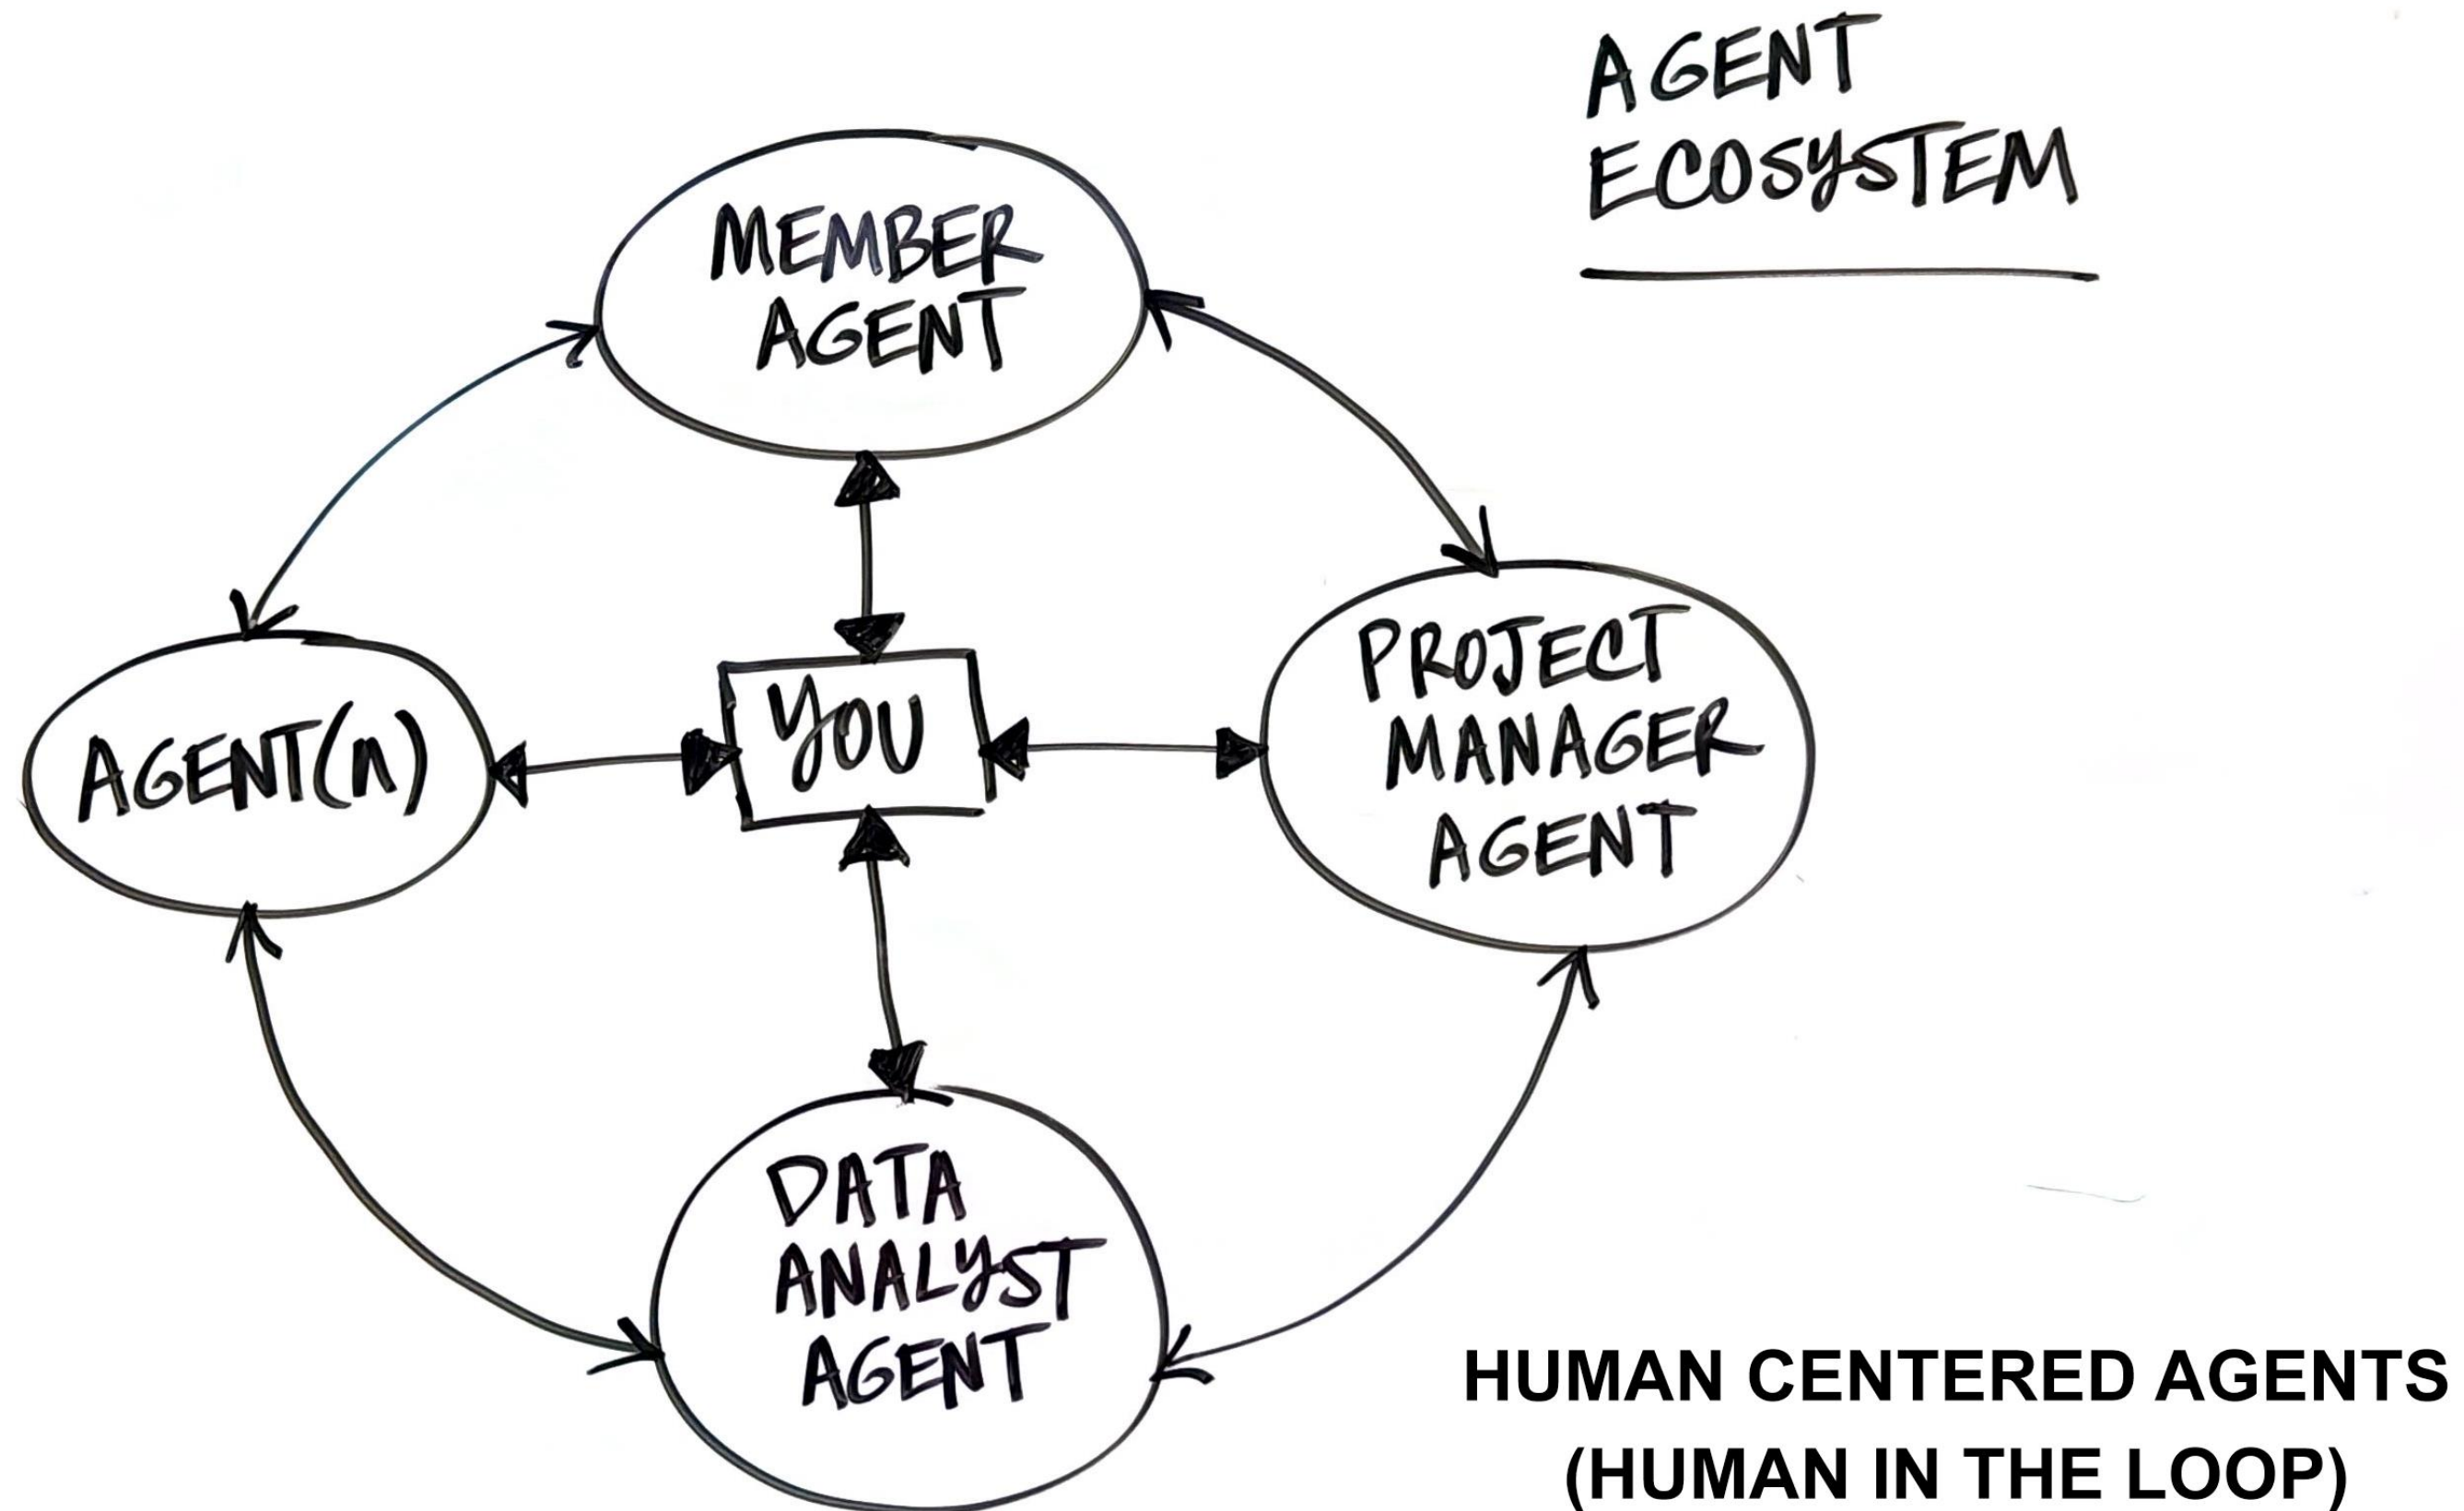 AGENT
ECOSYSTEM
MEMBER
AGENT
PROJECT
MANAGER
AGENT
YOU
AGENT(n)
DATA
ANALYST
AGENT
HUMAN CENTERED AGENTS
(HUMAN IN THE LOOP)